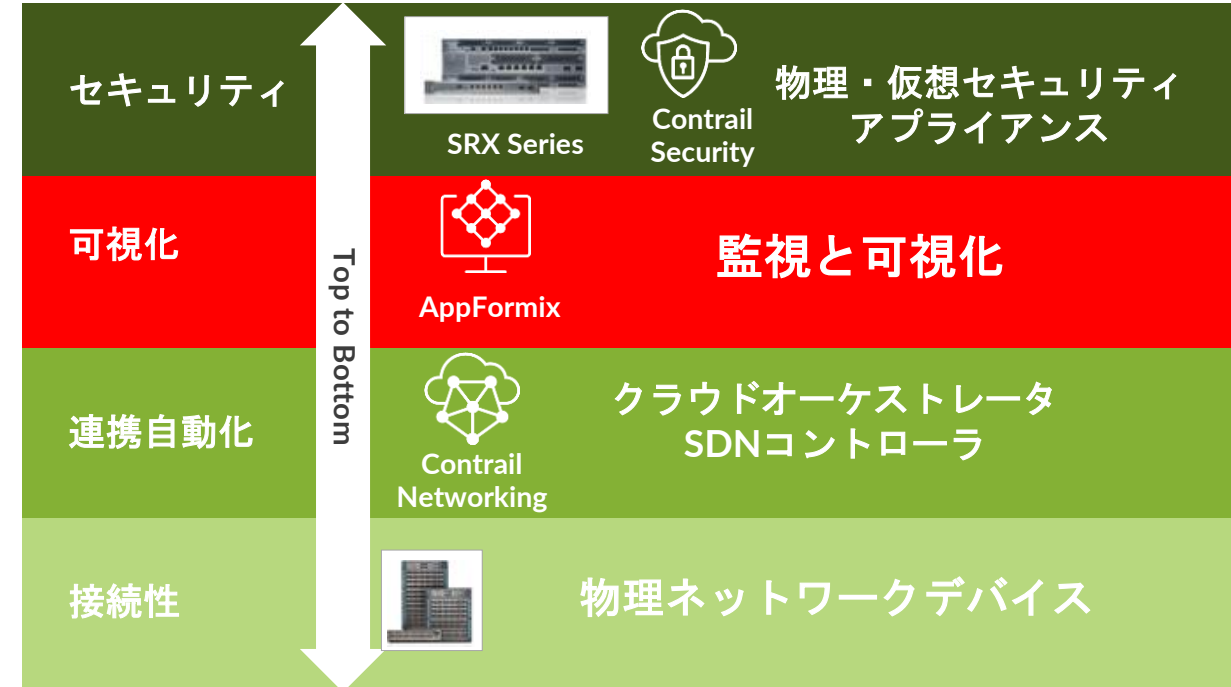 セキュリティ
SRX Series
Contrail
Security
物理・仮想セキュリティ
アプライアンス
可視化
AppFormix
監視と可視化
Top to Bottom
連携自動化
Contrail
Networking
クラウドオーケストレータ
SDNコントローラ
接続性
物理ネットワークデバイス